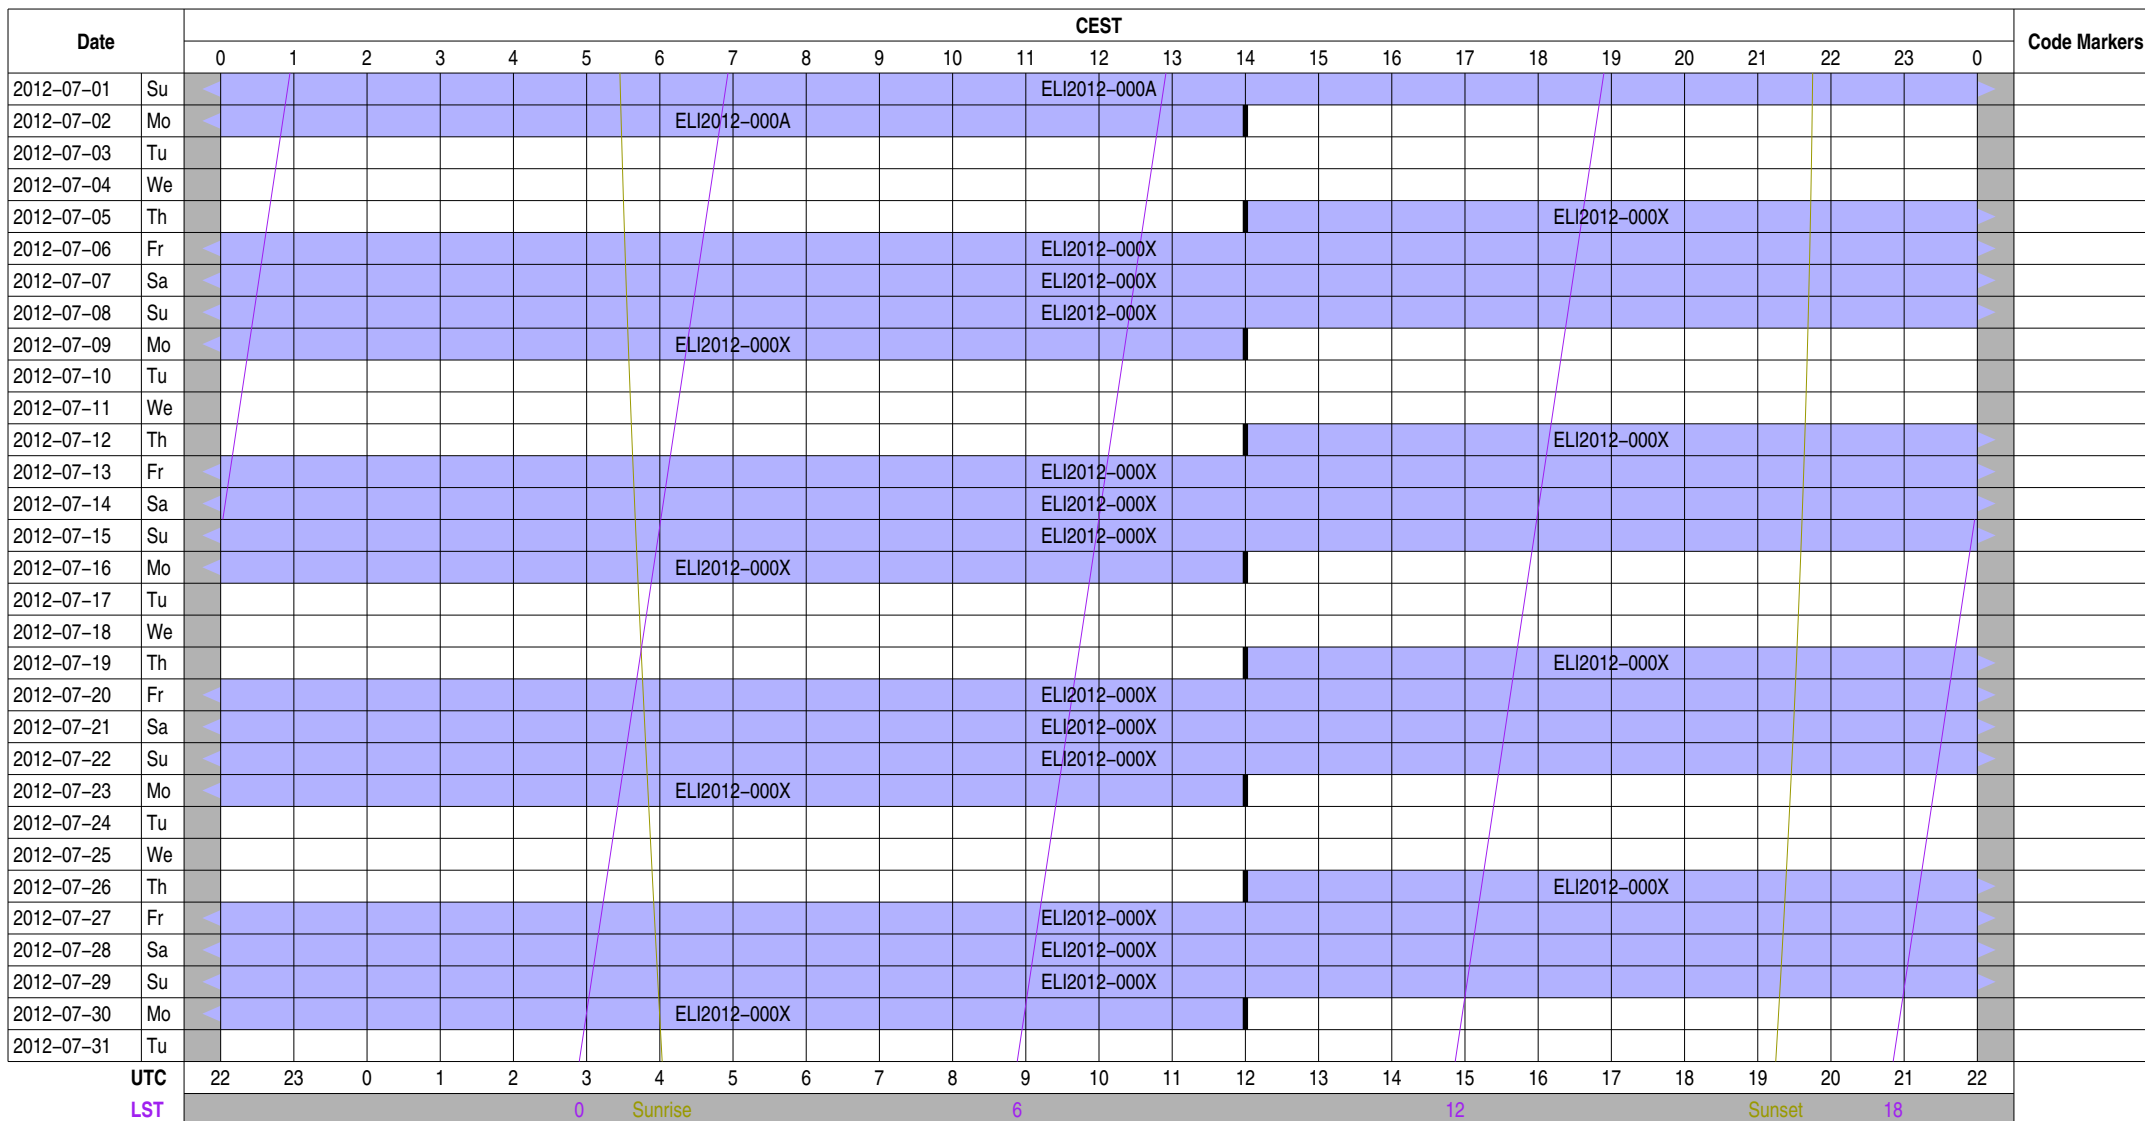 CEST
Date Code Markers
0 1 2 3 4 5 6 7 8 9 10 11 12 13 14 15 16 17 18 19 20 21 22 23 0
2012-07-01 Su ELI2012-000A
2012-07-02 Mo ELI2012-000A
2012-07-03 Tu
2012-07-04 We
2012-07-05 Th ELI2012-000X
2012-07-06 Fr ELI2012-000X
2012-07-07 Sa ELI2012-000X
2012-07-08 Su ELI2012-000X
2012-07-09 Mo ELI2012-000X
2012-07-10 Tu
2012-07-11 We
2012-07-12 Th ELI2012-000X
2012-07-13 Fr ELI2012-000X
2012-07-14 Sa ELI2012-000X
2012-07-15 Su ELI2012-000X
2012-07-16 Mo ELI2012-000X
2012-07-17 Tu
2012-07-18 We
2012-07-19 Th ELI2012-000X
2012-07-20 Fr ELI2012-000X
2012-07-21 Sa ELI2012-000X
2012-07-22 Su ELI2012-000X
2012-07-23 Mo ELI2012-000X
2012-07-24 Tu
2012-07-25 We
2012-07-26 Th ELI2012-000X
2012-07-27 Fr ELI2012-000X
2012-07-28 Sa ELI2012-000X
2012-07-29 Su ELI2012-000X
2012-07-30 Mo ELI2012-000X
2012-07-31 Tu
UTC 22 23 0 1 2 3 4 5 6 7 8 9 10 11 12 13 14 15 16 17 18 19 20 21 22
LST 0 Sunrise 6 12 Sunset 18